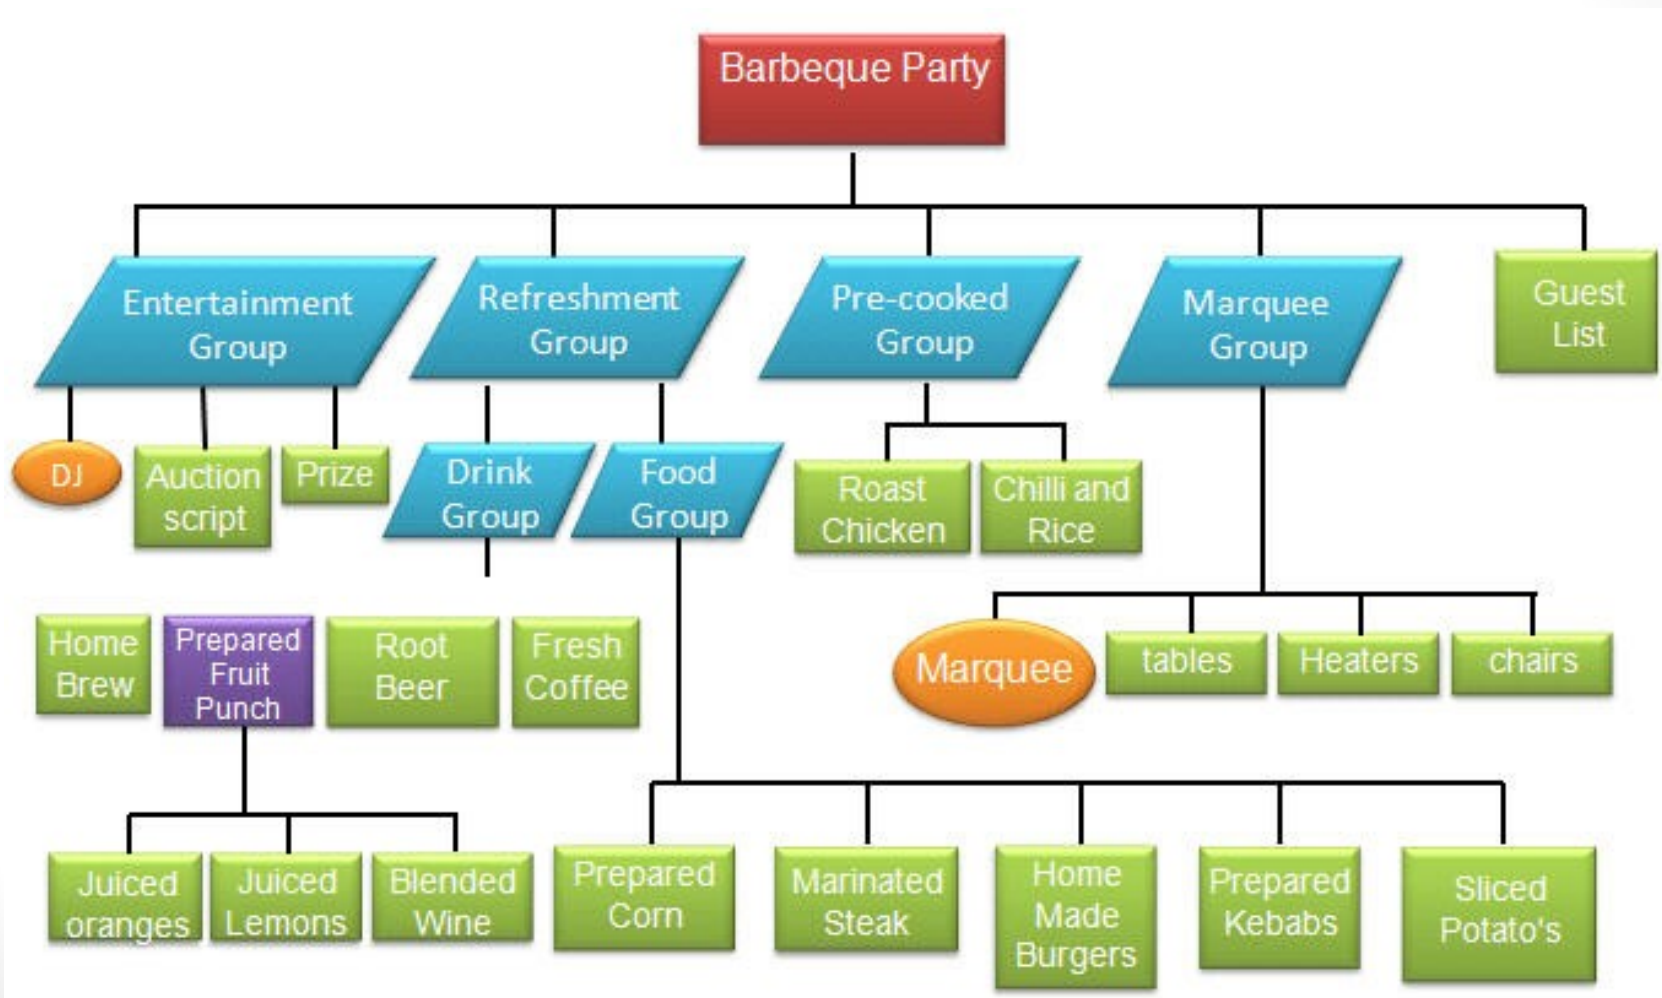 Barbeque Party
Entertainment
Group
Refreshment
Group
Pre-cooked
Group
Marquee
Group
Guest
List
DJ
Auction
script
Prize
Drink
Group
Food
Group
Roast
Chicken
Chilli and
Rice
Home
Brew
Prepared
Fruit
Punch
Root
Beer
Fresh
Coffee
Marquee
tables
Heaters
chairs
Juiced
oranges
Juiced
Lemons
Blended
Wine
Prepared
Corn
Marinated
Steak
Home
Made
Burgers
Prepared
Kebabs
Sliced
Potato's